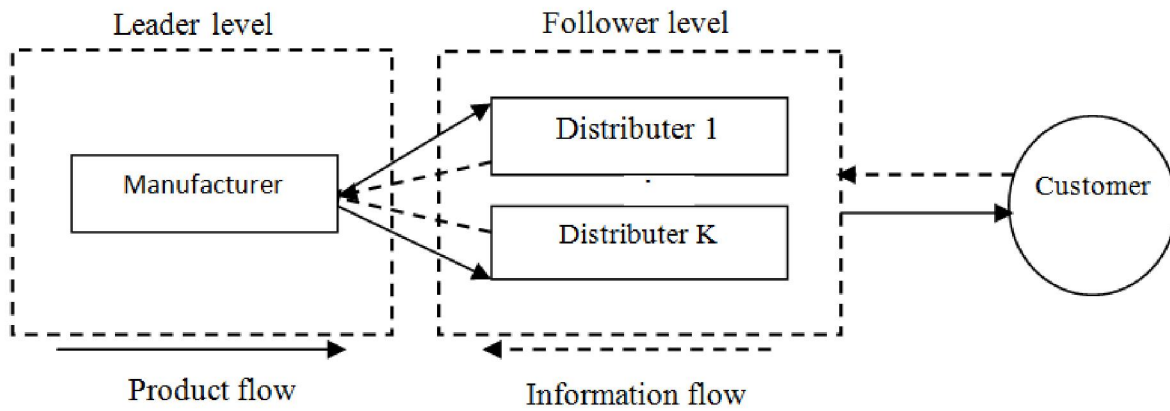 Leader level
Follower level
Manufacturer
Distributer 1
Distributer K
Customer
Product flow
Information flow